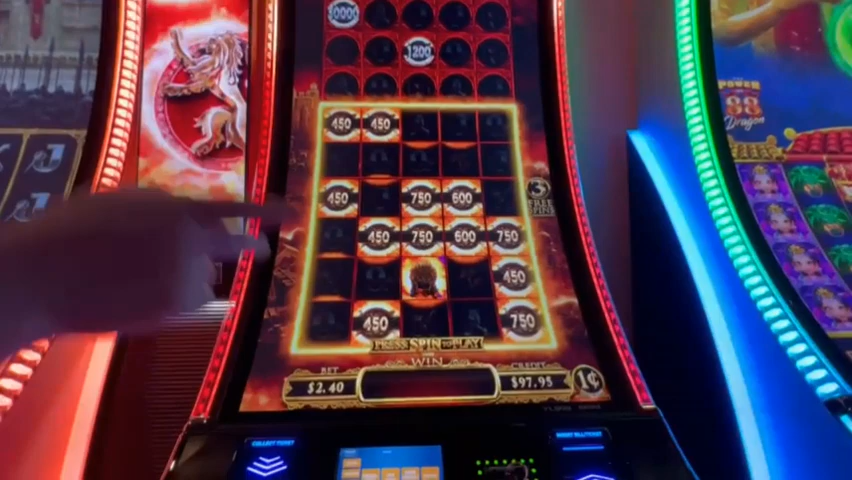 10000
1200
450 450
450 750 600
3
FREE
SPINS
450 750 600 750
450
450 750
PRESS SPIN TO PLAY
WIN
BET
$2.40
CREDIT
$97.95
1¢
COLLECT TICKET
POWER
88
Dragon
J
J